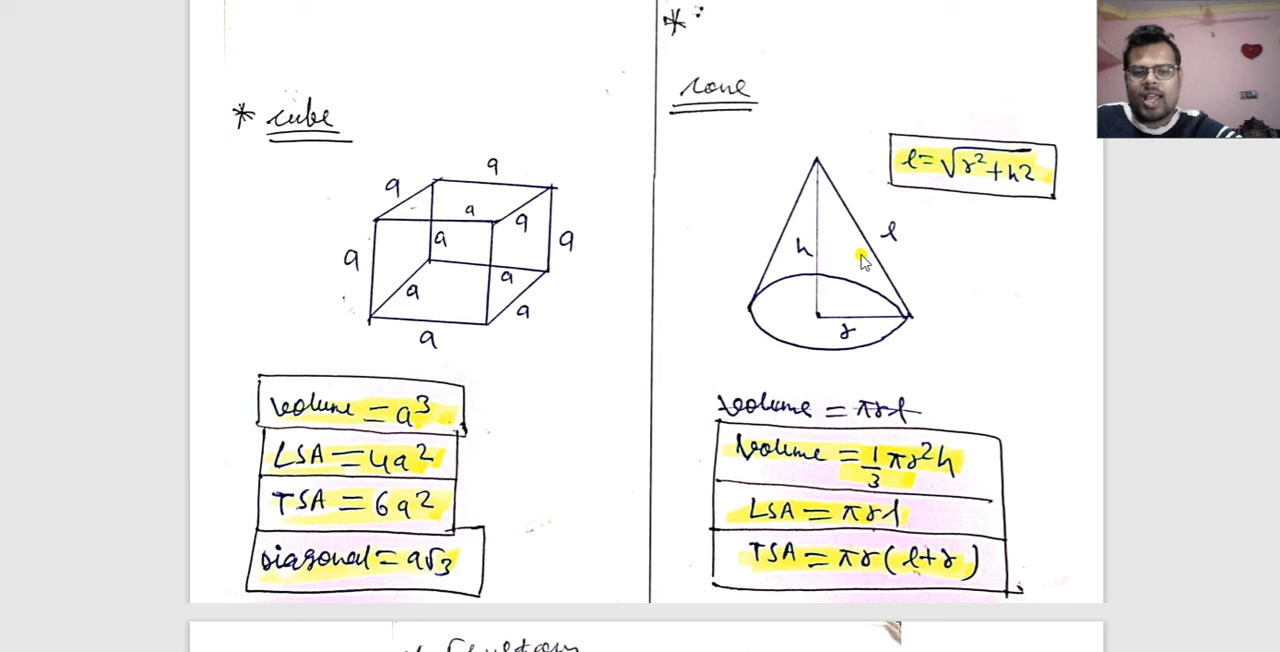 * cube
a
a
a
a
a
a
a
a
a
a
a
a
Volume = a³
LSA = 4a²
TSA = 6a²
Diagonal = a√3
*
cone
l = √r²+h²
h
l
r
Volume = πrl
Volume = 1/3 πr²h
LSA = πrl
TSA = πr(l+r)